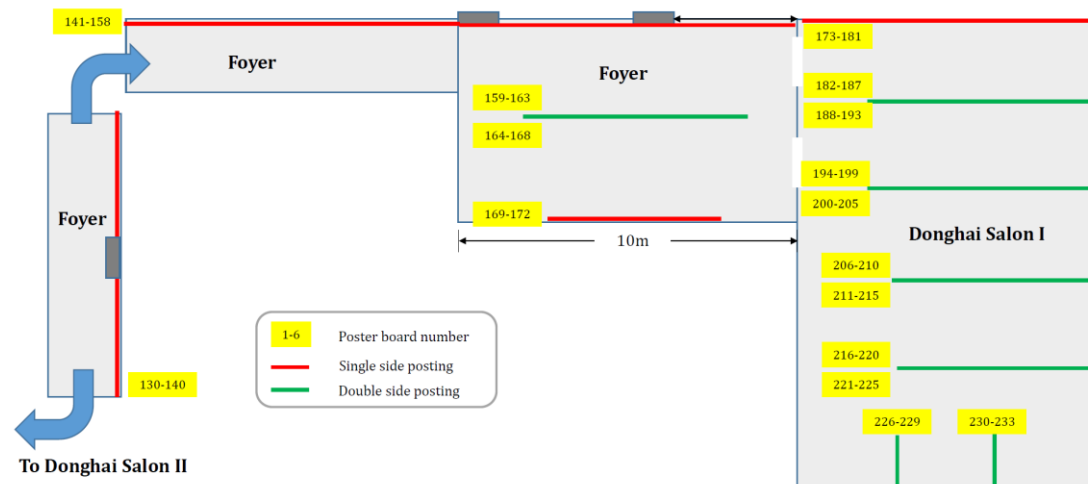 141-158
Foyer
Foyer
173-181
182-187
159-163
188-193
164-168
194-199
200-205
Foyer
169-172
Donghai Salon I
10m
206-210
211-215
1-6 Poster board number
Single side posting
Double side posting
216-220
221-225
130-140
226-229
230-233
To Donghai Salon II